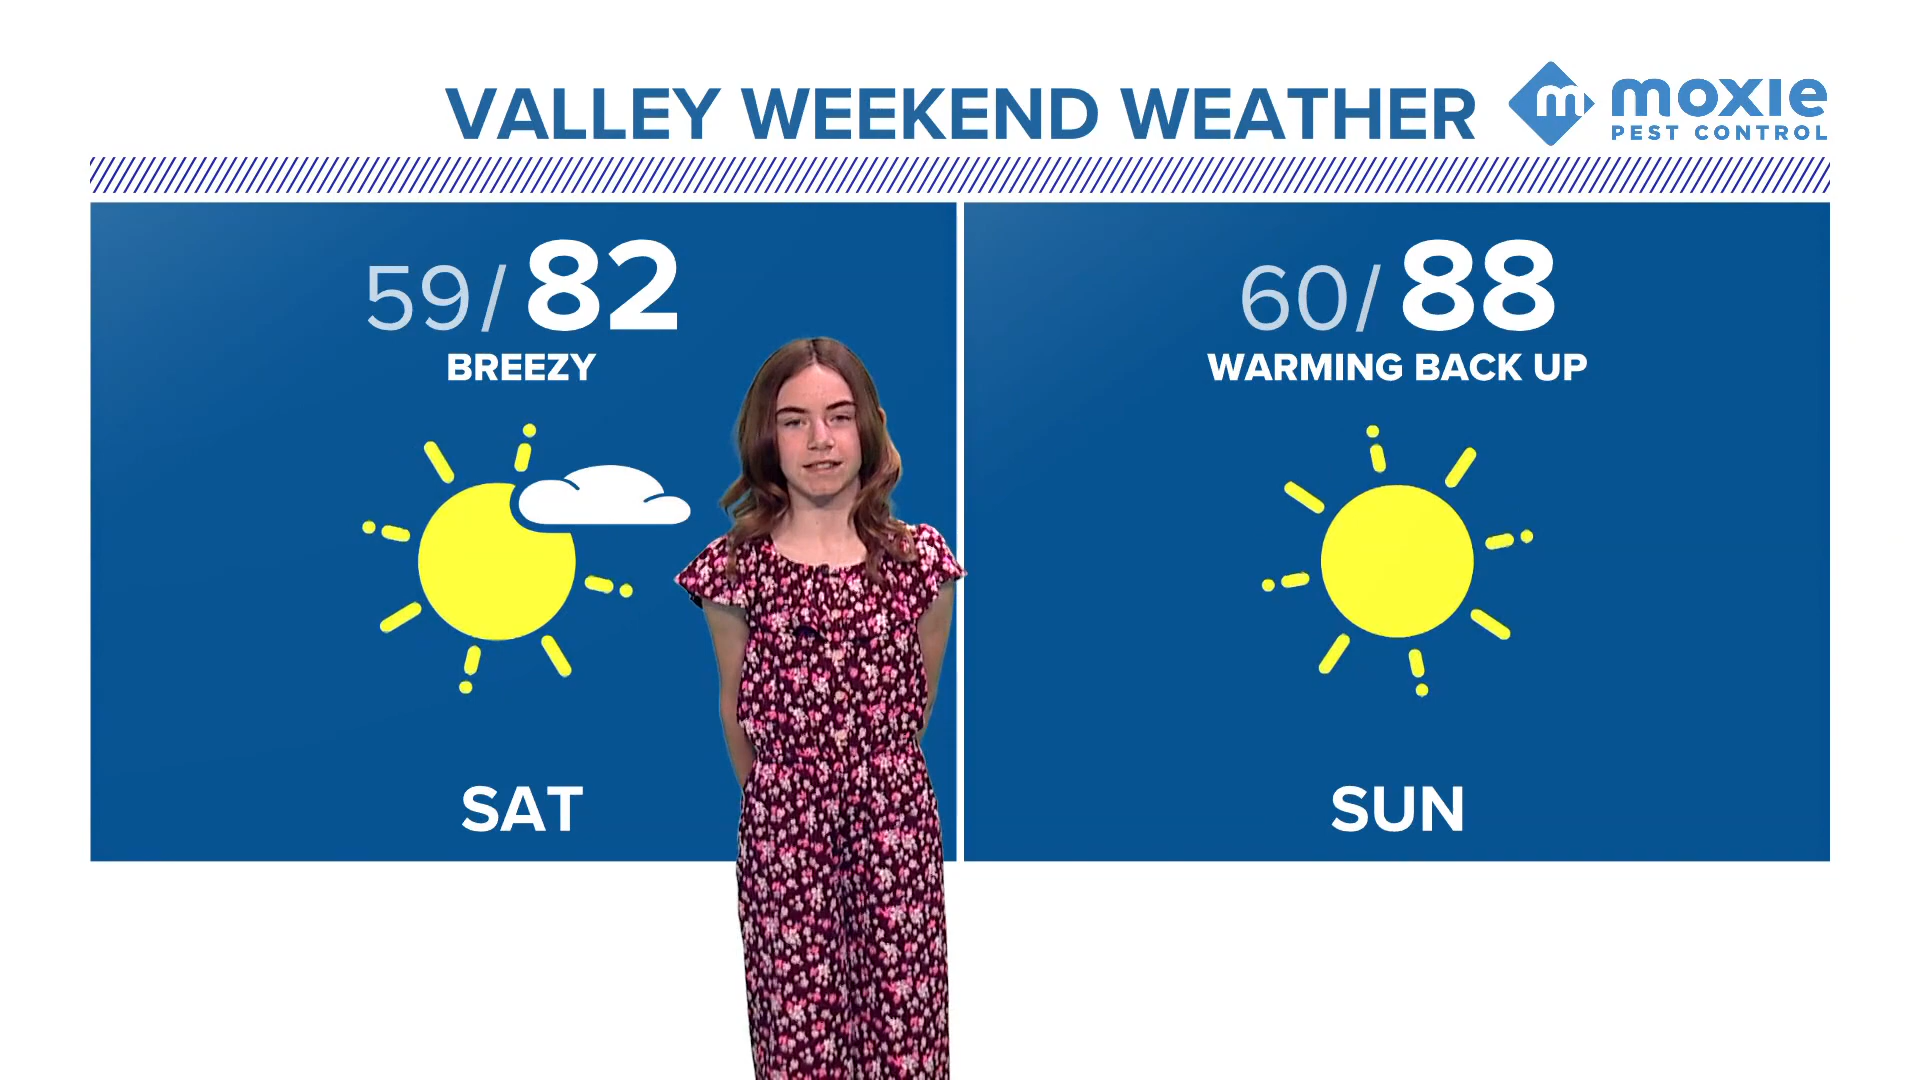 VALLEY WEEKEND WEATHER
m moxie
PEST CONTROL
59/82
BREEZY
SAT
60/88
WARMING BACK UP
SUN